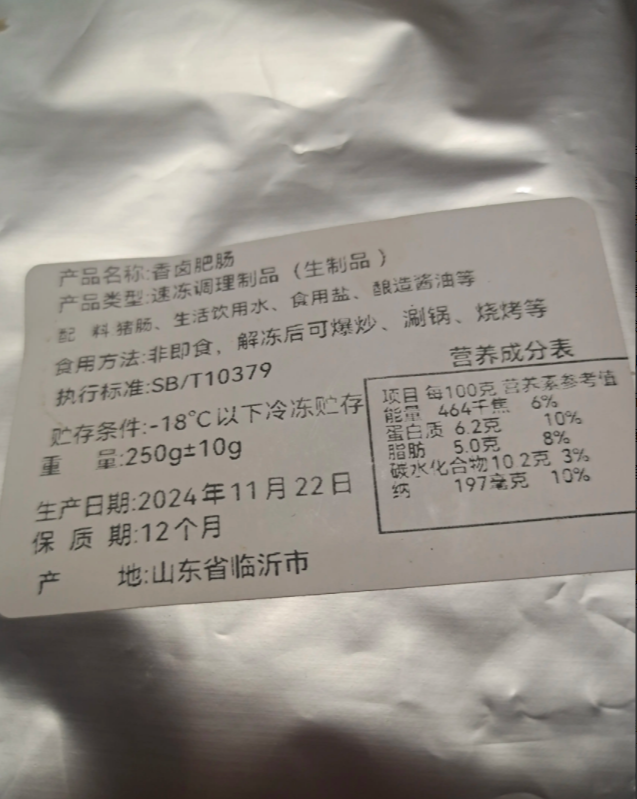 产品名称:香卤肥肠
产品类型:速冻调理制品（生制品）
配 料 猪肠、生活饮用水、食用盐、酿造酱油等
食用方法:非即食，解冻后可爆炒、涮锅、烧烤等
执行标准:SB/T10379
贮存条件:-18℃以下冷冻贮存
重 量:250g±10g
生产日期:2024年11月22日
保 质 期:12个月
产 地:山东省临沂市
营养成分表
项目 每100克 营养素参考值
能量 464千焦 6%
蛋白质 6.2克 10%
脂肪 5.0克 8%
碳水化合物10.2克 3%
纳 197毫克 10%